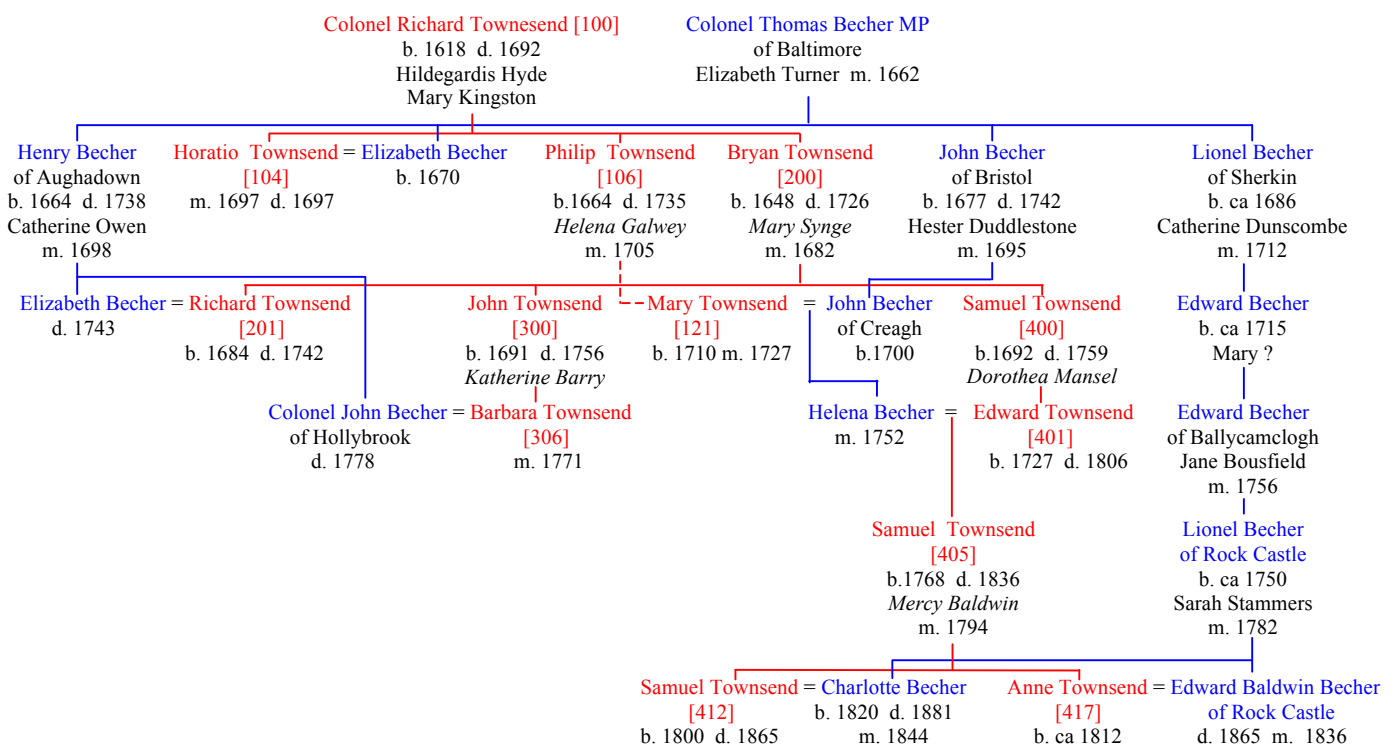 Colonel Richard Townesend [100]
b. 1618 d. 1692
Hildegardis Hyde
Mary Kingston
Colonel Thomas Becher MP
of Baltimore
Elizabeth Turner m. 1662
Henry Becher
of Aughadown
b. 1664 d. 1738
Catherine Owen
m. 1698
Horatio Townsend = Elizabeth Becher
[104]
m. 1697 d. 1697
b. 1670
Philip Townsend
[106]
b.1664 d. 1735
Helena Galwey
m. 1705
Bryan Townsend
[200]
b. 1648 d. 1726
Mary Synge
m. 1682
John Becher
of Bristol
b. 1677 d. 1742
Hester Duddlestone
m. 1695
Lionel Becher
of Sherkin
b. ca 1686
Catherine Dunscombe
m. 1712
Elizabeth Becher = Richard Townsend
d. 1743
[201]
b. 1684 d. 1742
John Townsend
[300]
b. 1691 d. 1756
Katherine Barry
Mary Townsend = John Becher
[121]
b. 1710 m. 1727
of Creagh
b.1700
Samuel Townsend
[400]
b.1692 d. 1759
Dorothea Mansel
Edward Becher
b. ca 1715
Mary ?
Colonel John Becher = Barbara Townsend
of Hollybrook
d. 1778
[306]
m. 1771
Helena Becher = Edward Townsend
m. 1752
[401]
b. 1727 d. 1806
Edward Becher
of Ballycamclogh
Jane Bousfield
m. 1756
Samuel Townsend
[405]
b.1768 d. 1836
Mercy Baldwin
m. 1794
Lionel Becher
of Rock Castle
b. ca 1750
Sarah Stammers
m. 1782
Samuel Townsend = Charlotte Becher
[412]
b. 1800 d. 1865
b. 1820 d. 1881
m. 1844
Anne Townsend = Edward Baldwin Becher
[417]
b. ca 1812
of Rock Castle
d. 1865 m. 1836